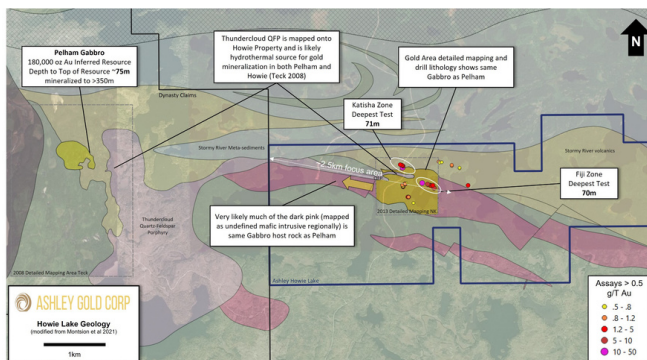 Pelham Gabbro
180,000 oz Au Inferred Resource
Depth to Top of Resource ~75m
mineralized to >350m
Thundercloud QFP is mapped onto
Howie Property and is likely
hydrothermal source for gold
mineralization in both Pelham and
Howie (Teck 2008)
Gold Area detailed mapping and
drill lithology shows same
Gabbro as Pelham
N
Dynasty Claims
Katisha Zone
Deepest Test
71m
Stormy River Meta-sediments
Stormy River volcanics
~2.5km focus area
Fiji Zone
Deepest Test
70m
Very likely much of the dark pink (mapped
as undefined mafic intrusive regionally) is
same Gabbro host rock as Pelham
2013 Detailed Mapping
Thundercloud
Quartz-Feldspar
Porphyry
2008 Detailed Mapping Area Teck
Ashley Howie Lake
ASHLEY GOLD CORP
Howie Lake Geology
(modified from Montsion et al 2021)
1km
Assays > 0.5
g/T Au
.5 - .8
.8 - 1.2
1.2 - 5
5 - 10
10 - 50